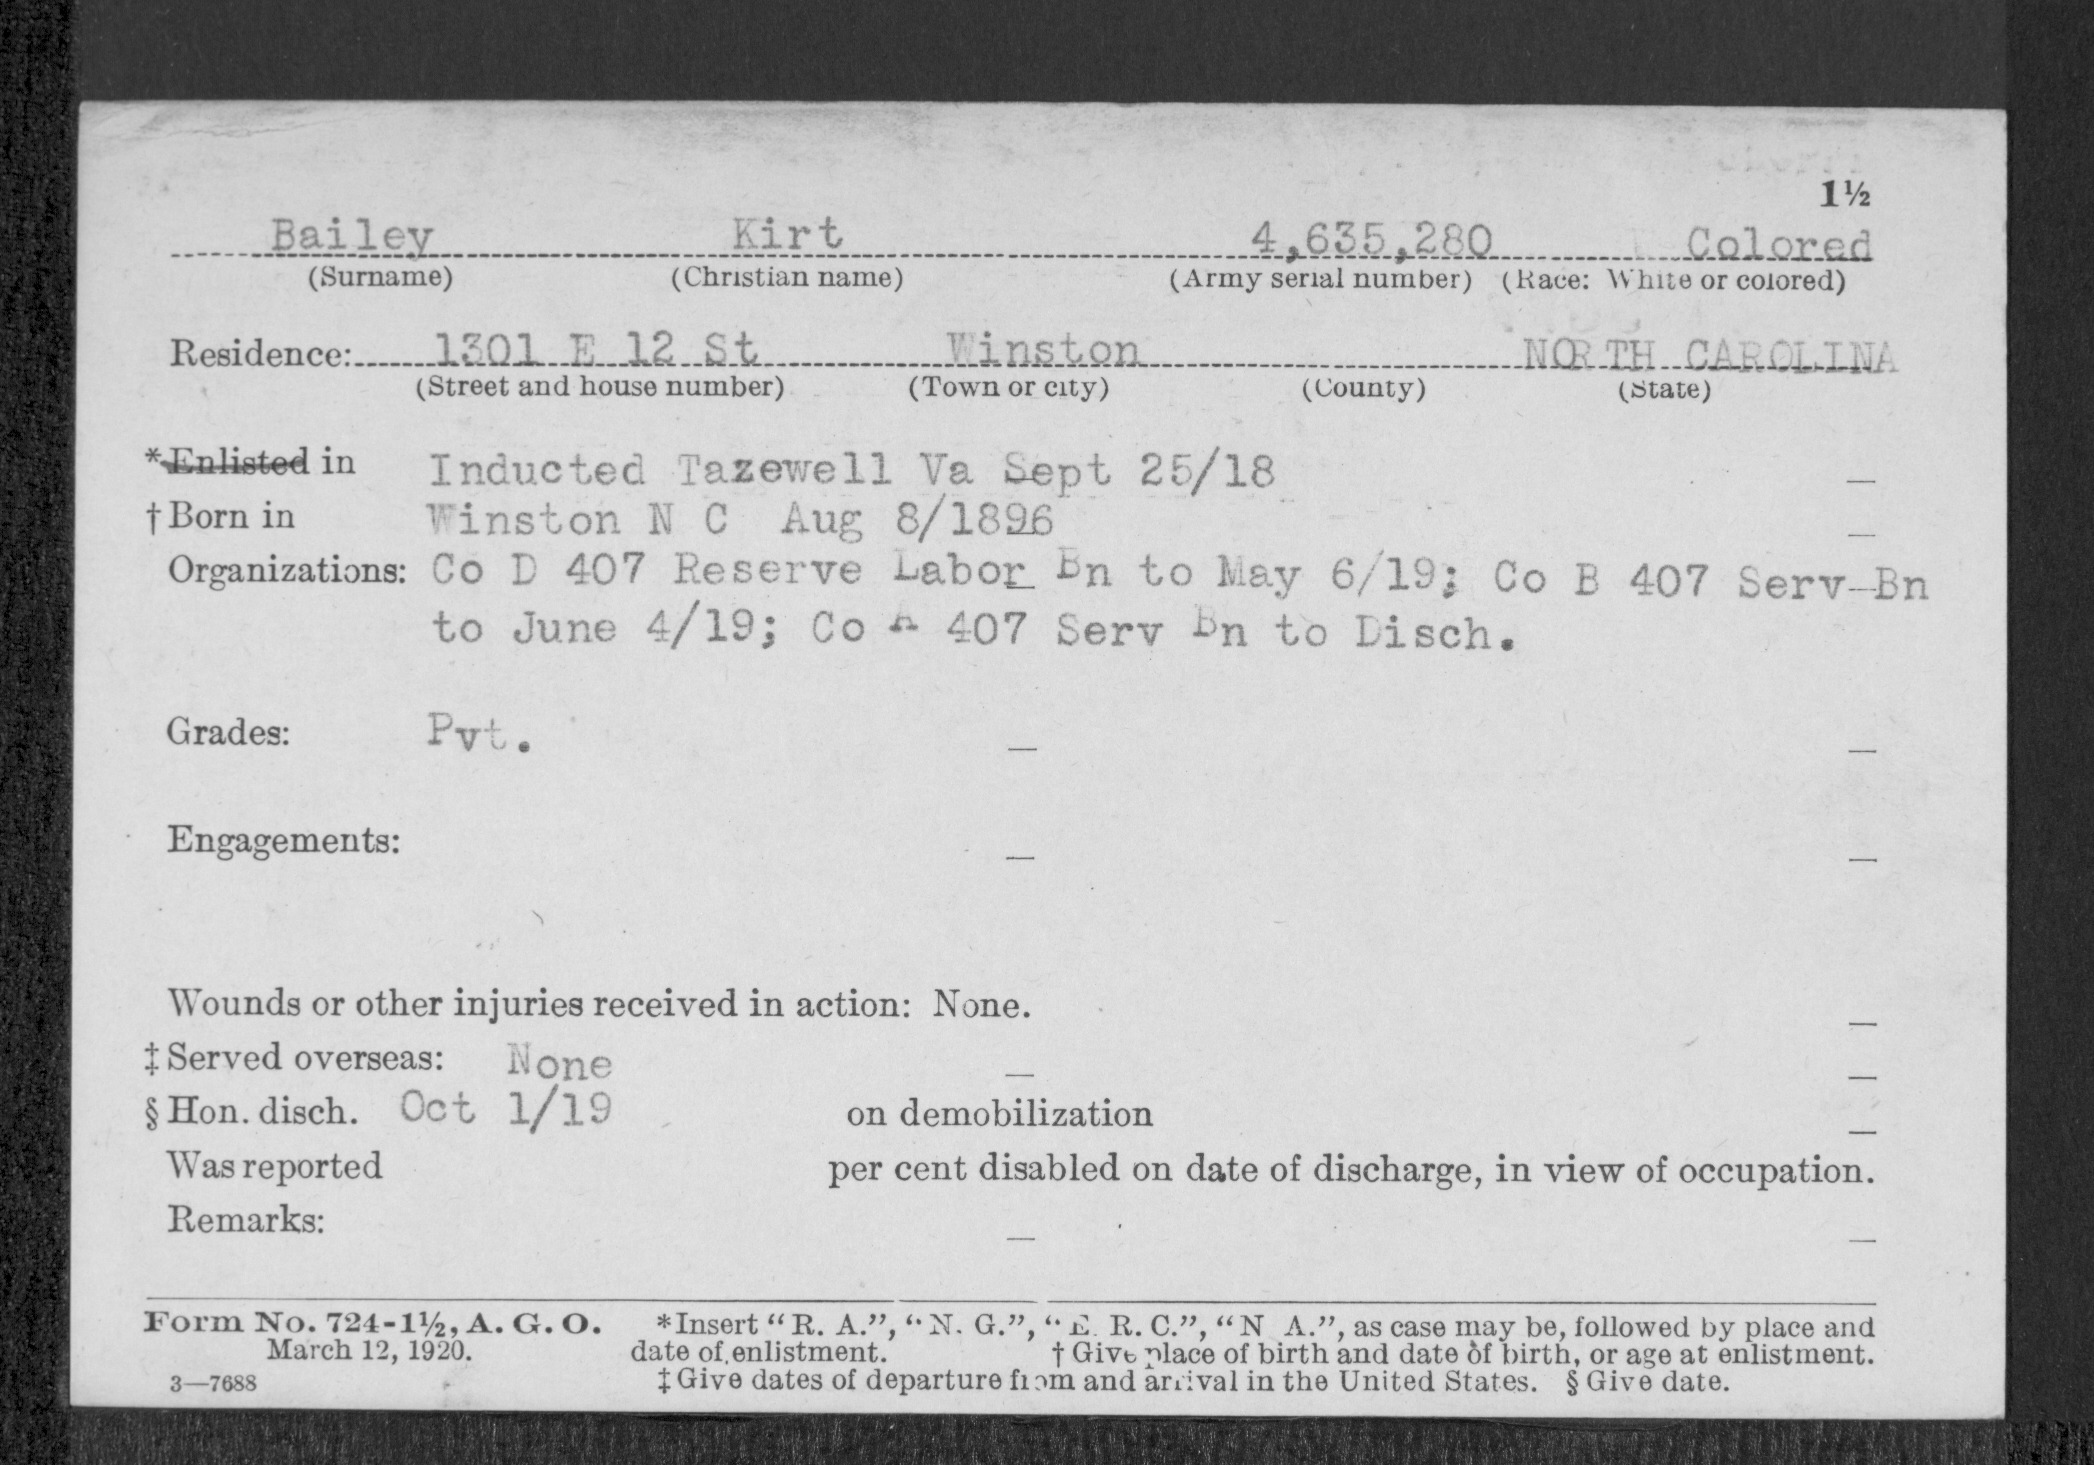 1½
Bailey Kirt 4,635,280 Colored
(Surname) (Christian name) (Army serial number) (Race: White or colored)
Residence: 1301 E 12 St Winston NORTH CAROLINA
(Street and house number) (Town or city) (County) (State)
*Enlisted in Inducted Tazewell Va Sept 25/18 —
†Born in Winston N C Aug 8/1896 —
Organizations: Co D 407 Reserve Labor Bn to May 6/19; Co B 407 Serv-Bn
to June 4/19; Co A 407 Serv Bn to Disch.
Grades: Pvt. — —
Engagements: — —
Wounds or other injuries received in action: None. —
‡Served overseas: None — —
§Hon. disch. Oct 1/19 on demobilization —
Was reported per cent disabled on date of discharge, in view of occupation.
Remarks: — —
Form No. 724-1½, A. G. O. *Insert "R. A.", "N. G.", "E. R. C.", "N A.", as case may be, followed by place and
March 12, 1920. date of enlistment. †Give place of birth and date of birth, or age at enlistment.
3—7688 ‡Give dates of departure from and arrival in the United States. §Give date.